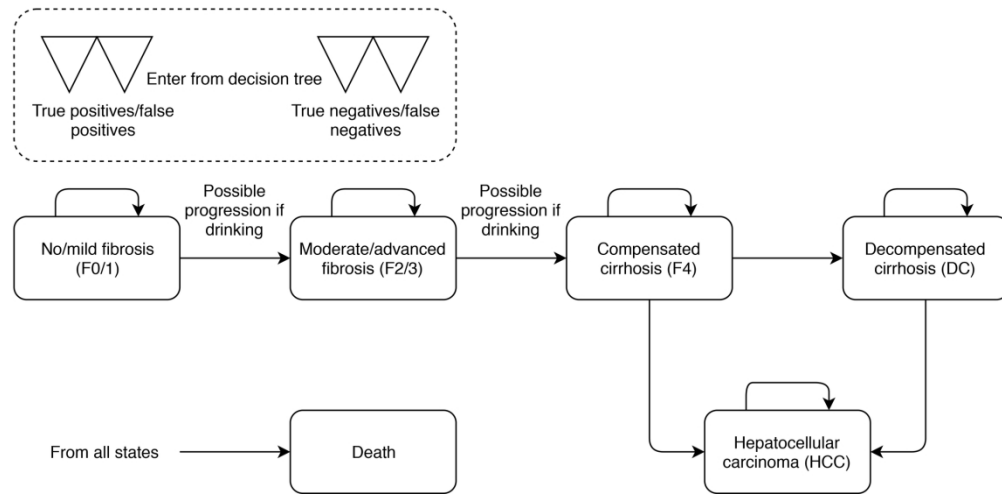 Enter from decision tree
True positives/false
positives
True negatives/false
negatives
Possible
progression if
drinking
Possible
progression if
drinking
No/mild fibrosis
(F0/1)
Moderate/advanced
fibrosis (F2/3)
Compensated
cirrhosis (F4)
Decompensated
cirrhosis (DC)
Hepatocellular
carcinoma (HCC)
From all states
Death